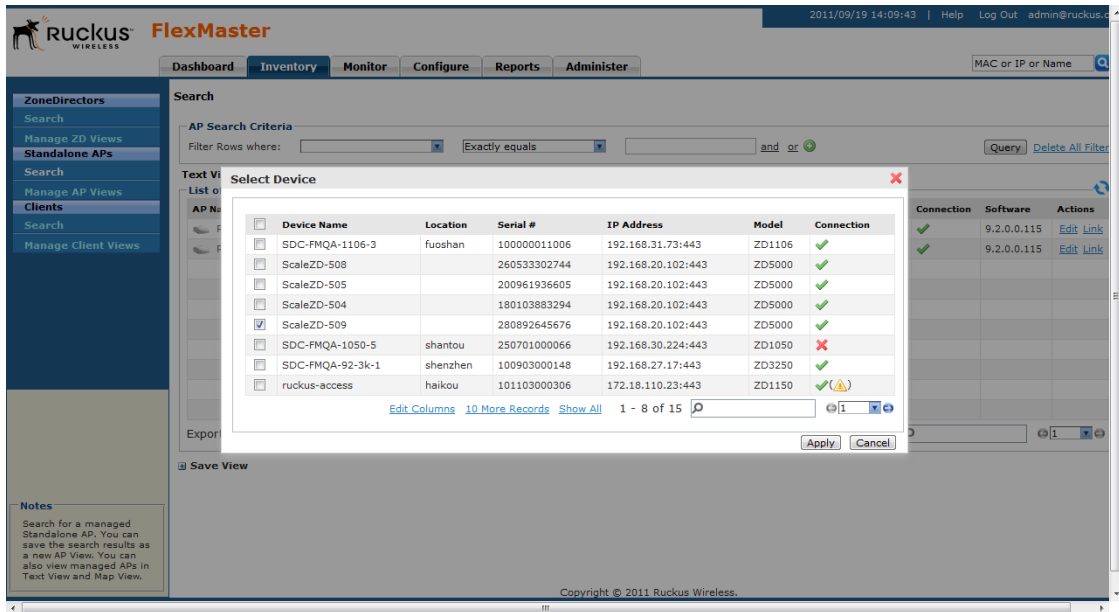 2011/09/19 14:09:43 | Help Log Out admin@ruckus.c
Ruckus WIRELESS FlexMaster
Dashboard Inventory Monitor Configure Reports Administer MAC or IP or Name
ZoneDirectors
Search
Manage ZD Views
Standalone APs
Search
Manage AP Views
Clients
Search
Manage Client Views
Search
AP Search Criteria
Filter Rows where: Exactly equals and or Query Delete All Filter
Text Vi
List o
AP Na Connection Software Actions
9.2.0.0.115 Edit Link
9.2.0.0.115 Edit Link
Select Device
Device Name Location Serial # IP Address Model Connection
SDC-FMQA-1106-3 fuoshan 100000011006 192.168.31.73:443 ZD1106
ScaleZD-508 260533302744 192.168.20.102:443 ZD5000
ScaleZD-505 200961936605 192.168.20.102:443 ZD5000
ScaleZD-504 180103883294 192.168.20.102:443 ZD5000
ScaleZD-509 280892645676 192.168.20.102:443 ZD5000
SDC-FMQA-1050-5 shantou 250701000066 192.168.30.224:443 ZD1050
SDC-FMQA-92-3k-1 shenzhen 100903000148 192.168.27.17:443 ZD3250
ruckus-access haikou 101103000306 172.18.110.23:443 ZD1150 ( )
Edit Columns 10 More Records Show All 1 - 8 of 15 1
Apply Cancel
Export 1
Save View
Notes
Search for a managed
Standalone AP. You can
save the search results as
a new AP View. You can
also view managed APs in
Text View and Map View.
Copyright © 2011 Ruckus Wireless.